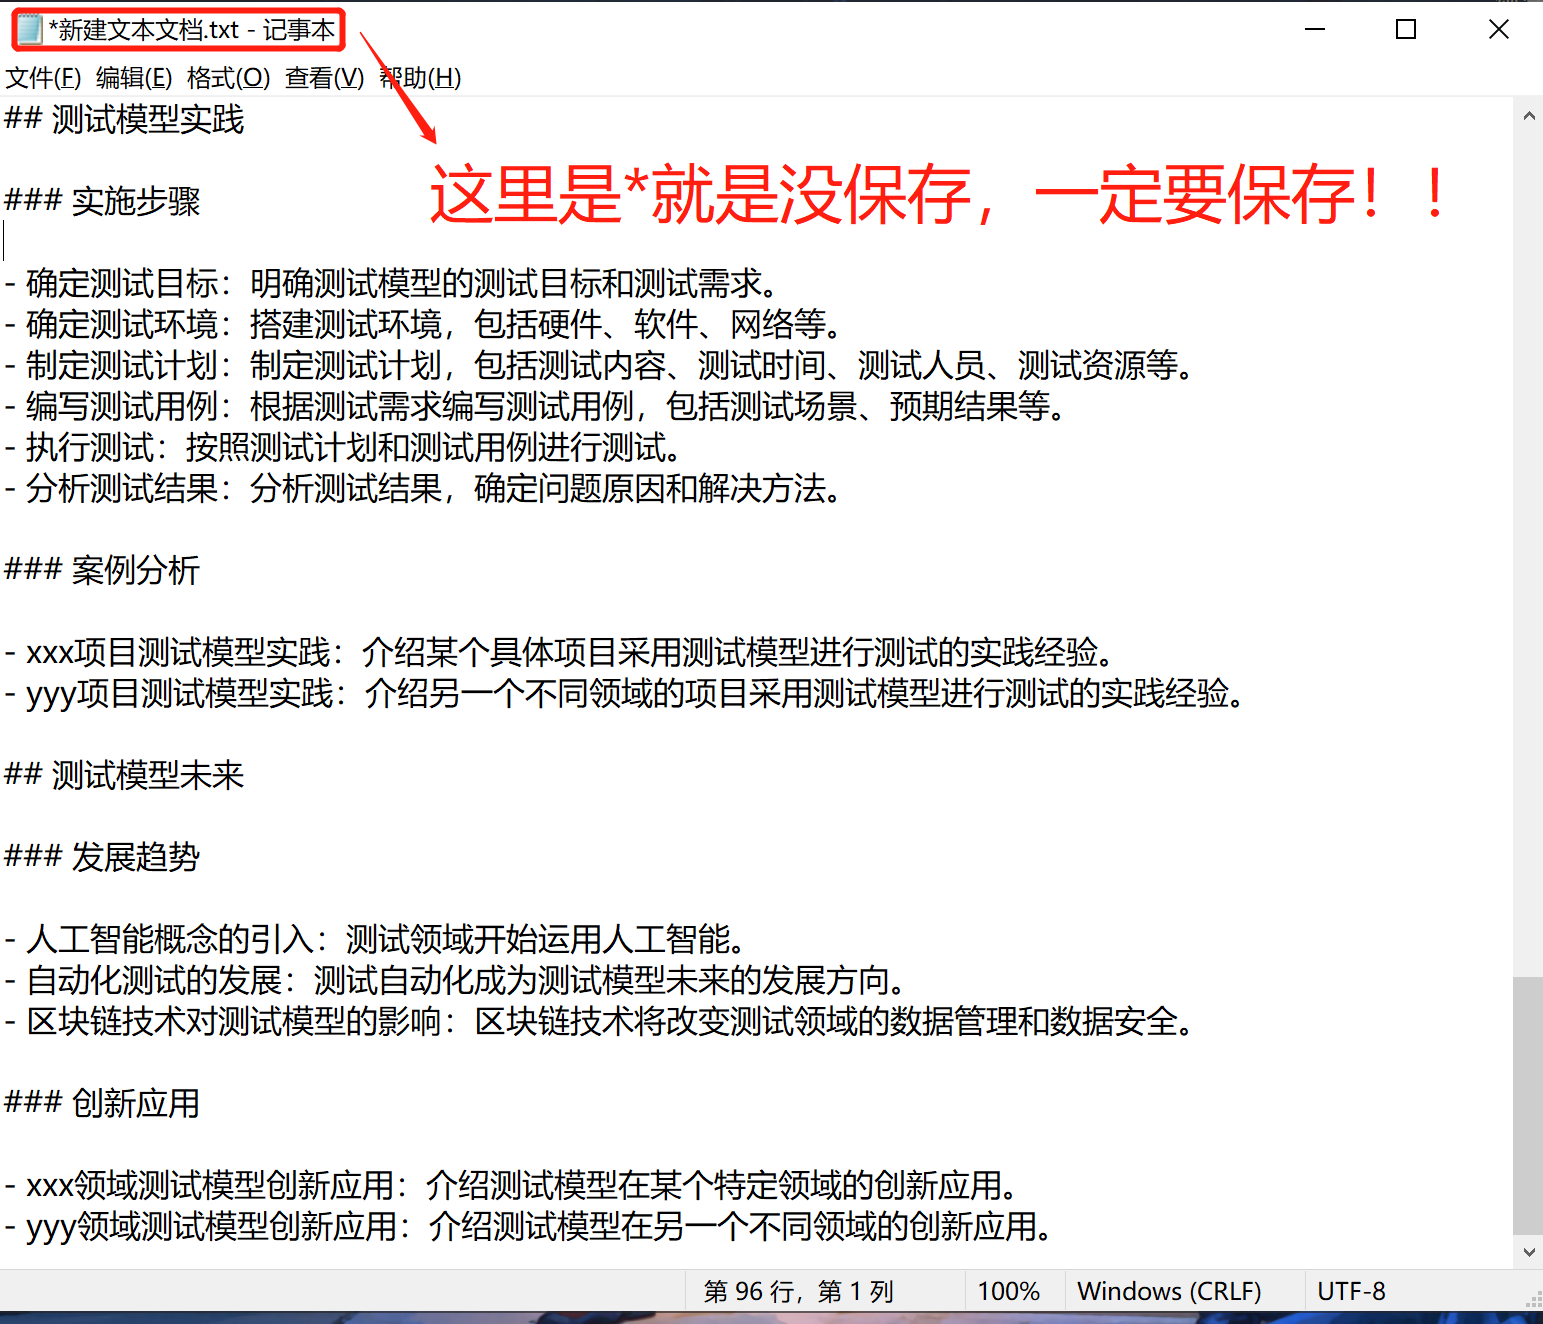 *新建文本文档.txt - 记事本
文件(F) 编辑(E) 格式(O) 查看(V) 帮助(H)
## 测试模型实践
这里是*就是没保存，一定要保存！！
### 实施步骤
- 确定测试目标：明确测试模型的测试目标和测试需求。
- 确定测试环境：搭建测试环境，包括硬件、软件、网络等。
- 制定测试计划：制定测试计划，包括测试内容、测试时间、测试人员、测试资源等。
- 编写测试用例：根据测试需求编写测试用例，包括测试场景、预期结果等。
- 执行测试：按照测试计划和测试用例进行测试。
- 分析测试结果：分析测试结果，确定问题原因和解决方法。
### 案例分析
- xxx项目测试模型实践：介绍某个具体项目采用测试模型进行测试的实践经验。
- yyy项目测试模型实践：介绍另一个不同领域的项目采用测试模型进行测试的实践经验。
## 测试模型未来
### 发展趋势
- 人工智能概念的引入：测试领域开始运用人工智能。
- 自动化测试的发展：测试自动化成为测试模型未来的发展方向。
- 区块链技术对测试模型的影响：区块链技术将改变测试领域的数据管理和数据安全。
### 创新应用
- xxx领域测试模型创新应用：介绍测试模型在某个特定领域的创新应用。
- yyy领域测试模型创新应用：介绍测试模型在另一个不同领域的创新应用。
第 96 行，第 1 列 100% Windows (CRLF) UTF-8